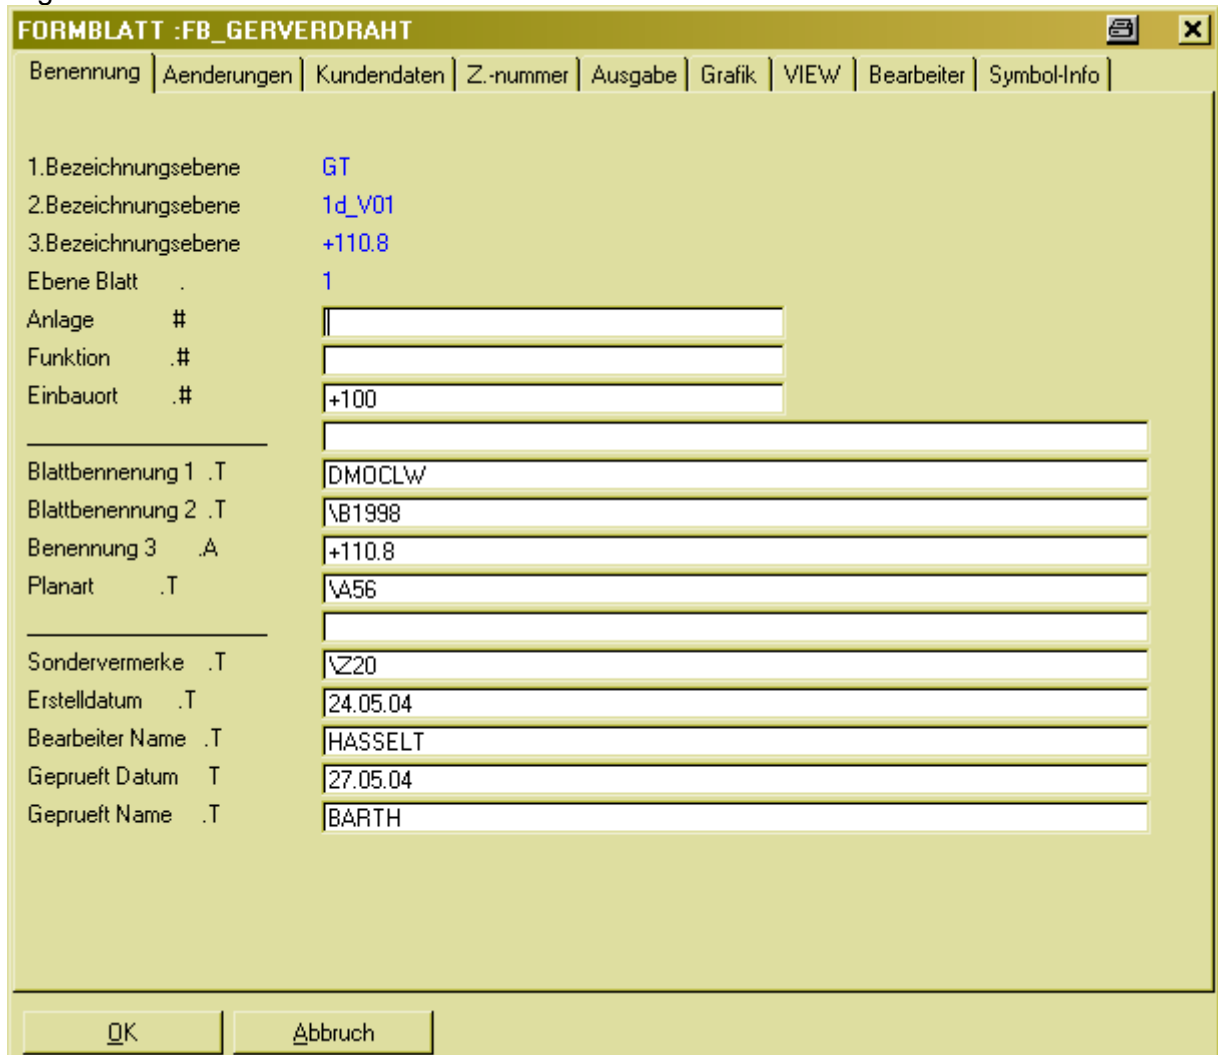 FORMBLATT :FB_GERVERDRAHT
Benennung Aenderungen Kundendaten Z.-nummer Ausgabe Grafik VIEW Bearbeiter Symbol-Info
1.Bezeichnungsebene GT
2.Bezeichnungsebene 1d_V01
3.Bezeichnungsebene +110.8
Ebene Blatt . 1
Anlage #
Funktion .#
Einbauort .# +100
Blattbennenung 1 .T DMOCLW
Blattbenennung 2 .T \B1998
Benennung 3 .A +110.8
Planart .T \A56
Sondervermerke .T \Z20
Erstelldatum .T 24.05.04
Bearbeiter Name .T HASSELT
Geprueft Datum T 27.05.04
Geprueft Name .T BARTH
OK Abbruch